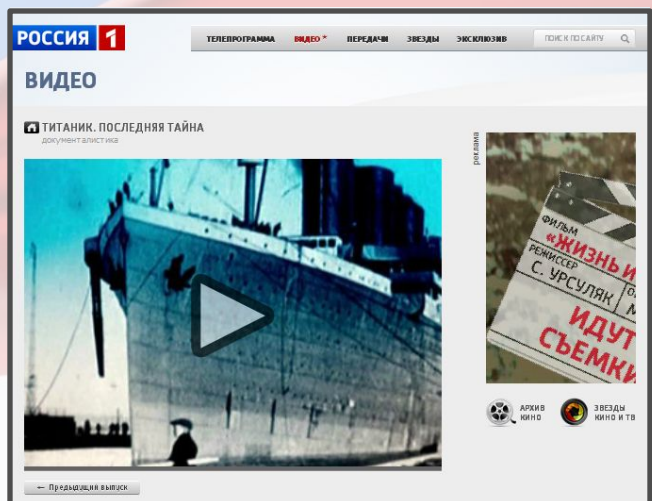 РОССИЯ 1
ТЕЛЕПРОГРАММА ВИДЕО * ПЕРЕДАЧИ ЗВЕЗДЫ ЭКСКЛЮЗИВ ПОИСК ПО САЙТУ
ВИДЕО
ТИТАНИК. ПОСЛЕДНЯЯ ТАЙНА
документалистика
реклама
ФИЛЬМ
«ЖИЗНЬ И
РЕЖИССЕР
С. УРСУЛЯК
ИДУТ
СЪЕМКИ
АРХИВ
КИНО
ЗВЕЗДЫ
КИНО И ТВ
← Предыдущий выпуск